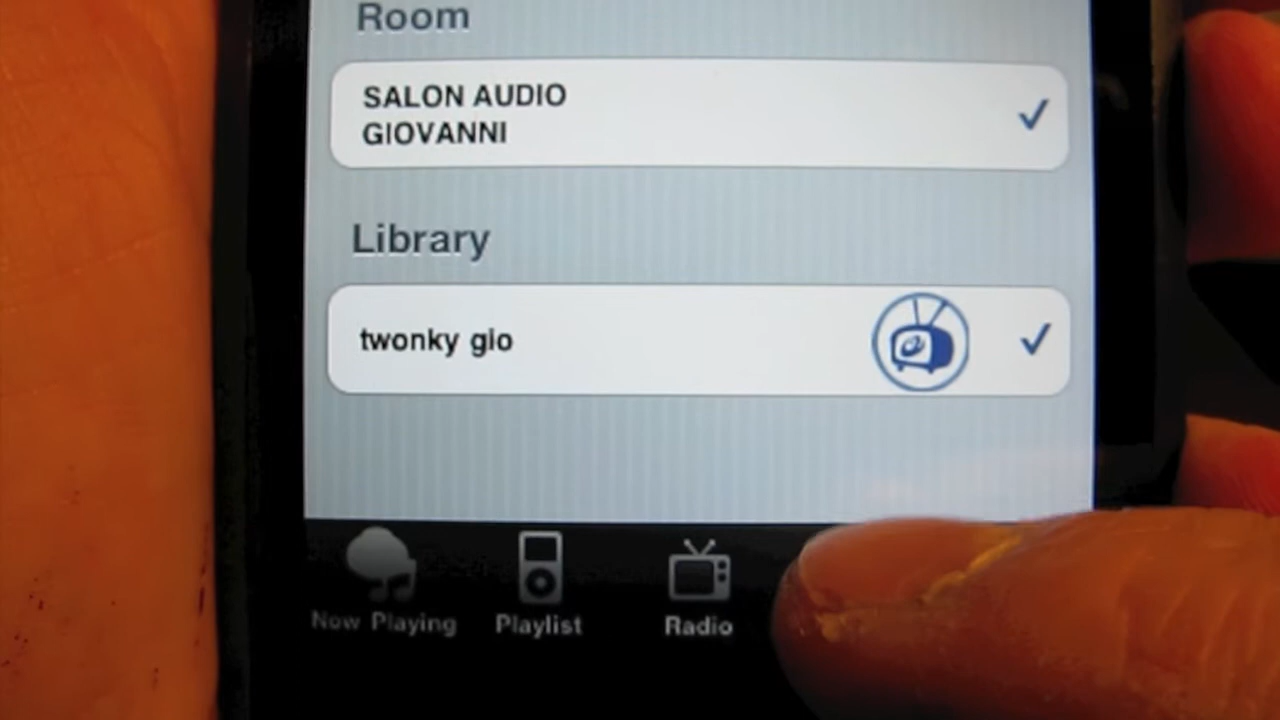 Room
SALON AUDIO
GIOVANNI
Library
twonky gio
Now Playing
Playlist
Radio